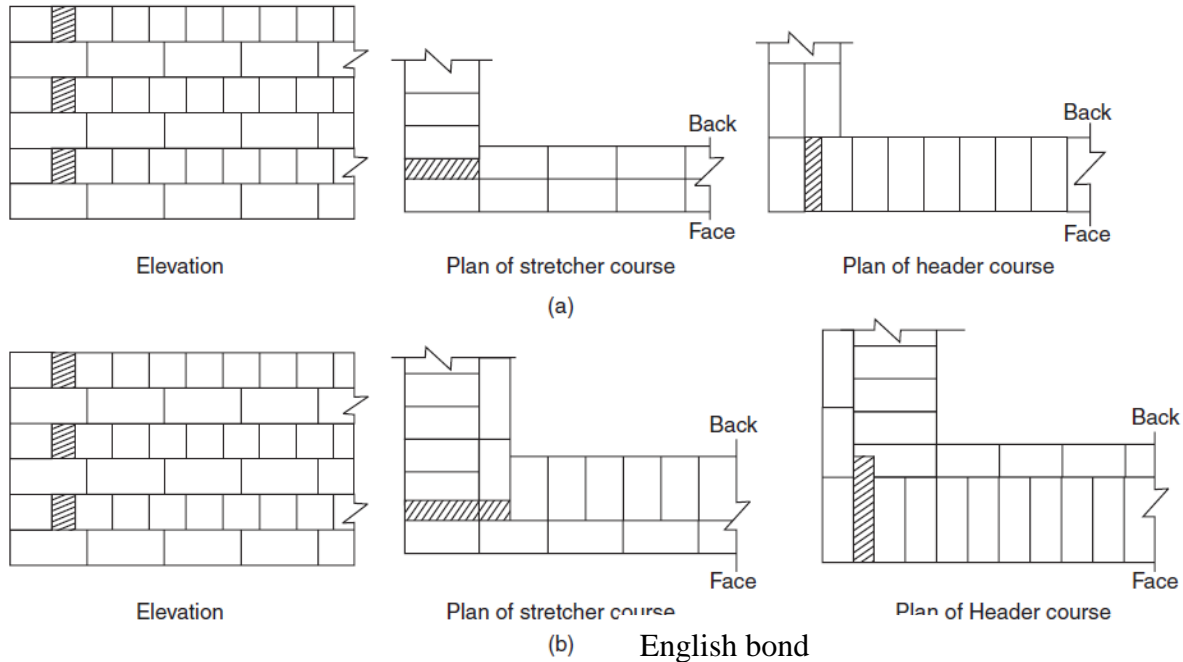 Back
Back
Face
Face
Elevation
Plan of stretcher course
Plan of header course
(a)
Back
Back
Face
Face
Elevation
Plan of stretcher course
Plan of Header course
(b) English bond